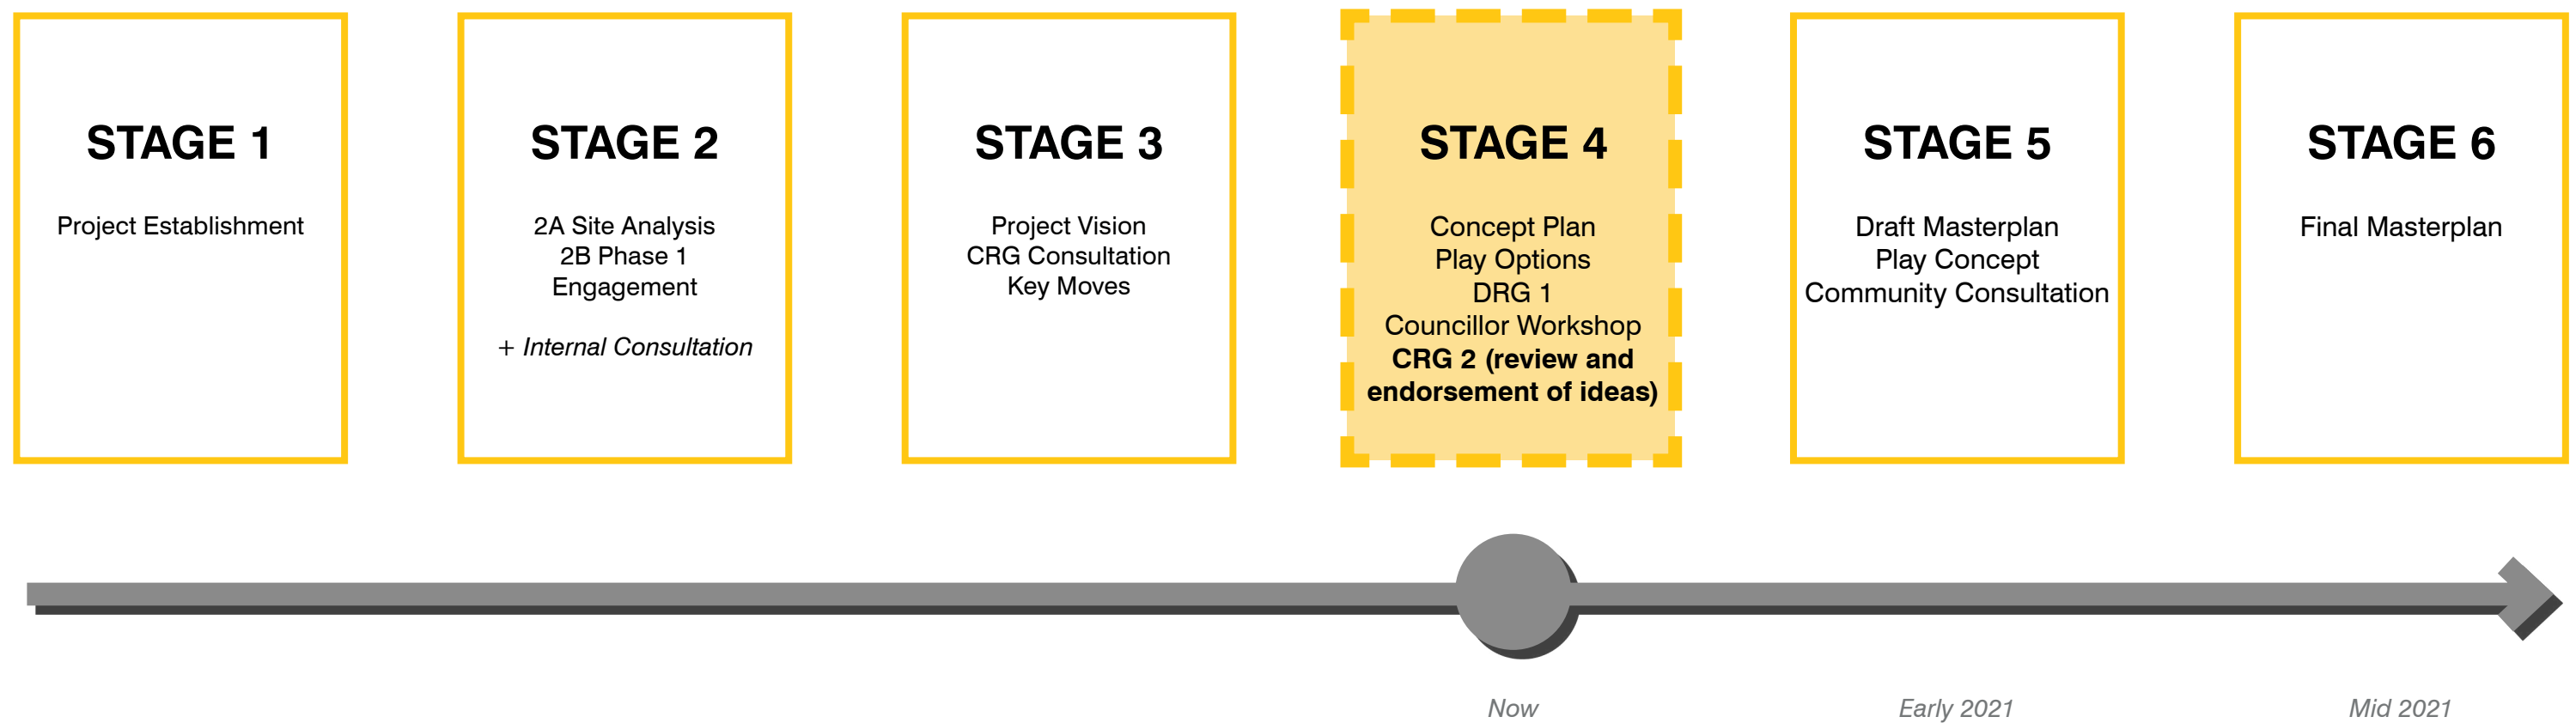 STAGE 1
Project Establishment
STAGE 2
2A Site Analysis
2B Phase 1
Engagement
+ Internal Consultation
STAGE 3
Project Vision
CRG Consultation
Key Moves
STAGE 4
Concept Plan
Play Options
DRG 1
Councillor Workshop
CRG 2 (review and
endorsement of ideas)
STAGE 5
Draft Masterplan
Play Concept
Community Consultation
STAGE 6
Final Masterplan
Now
Early 2021
Mid 2021